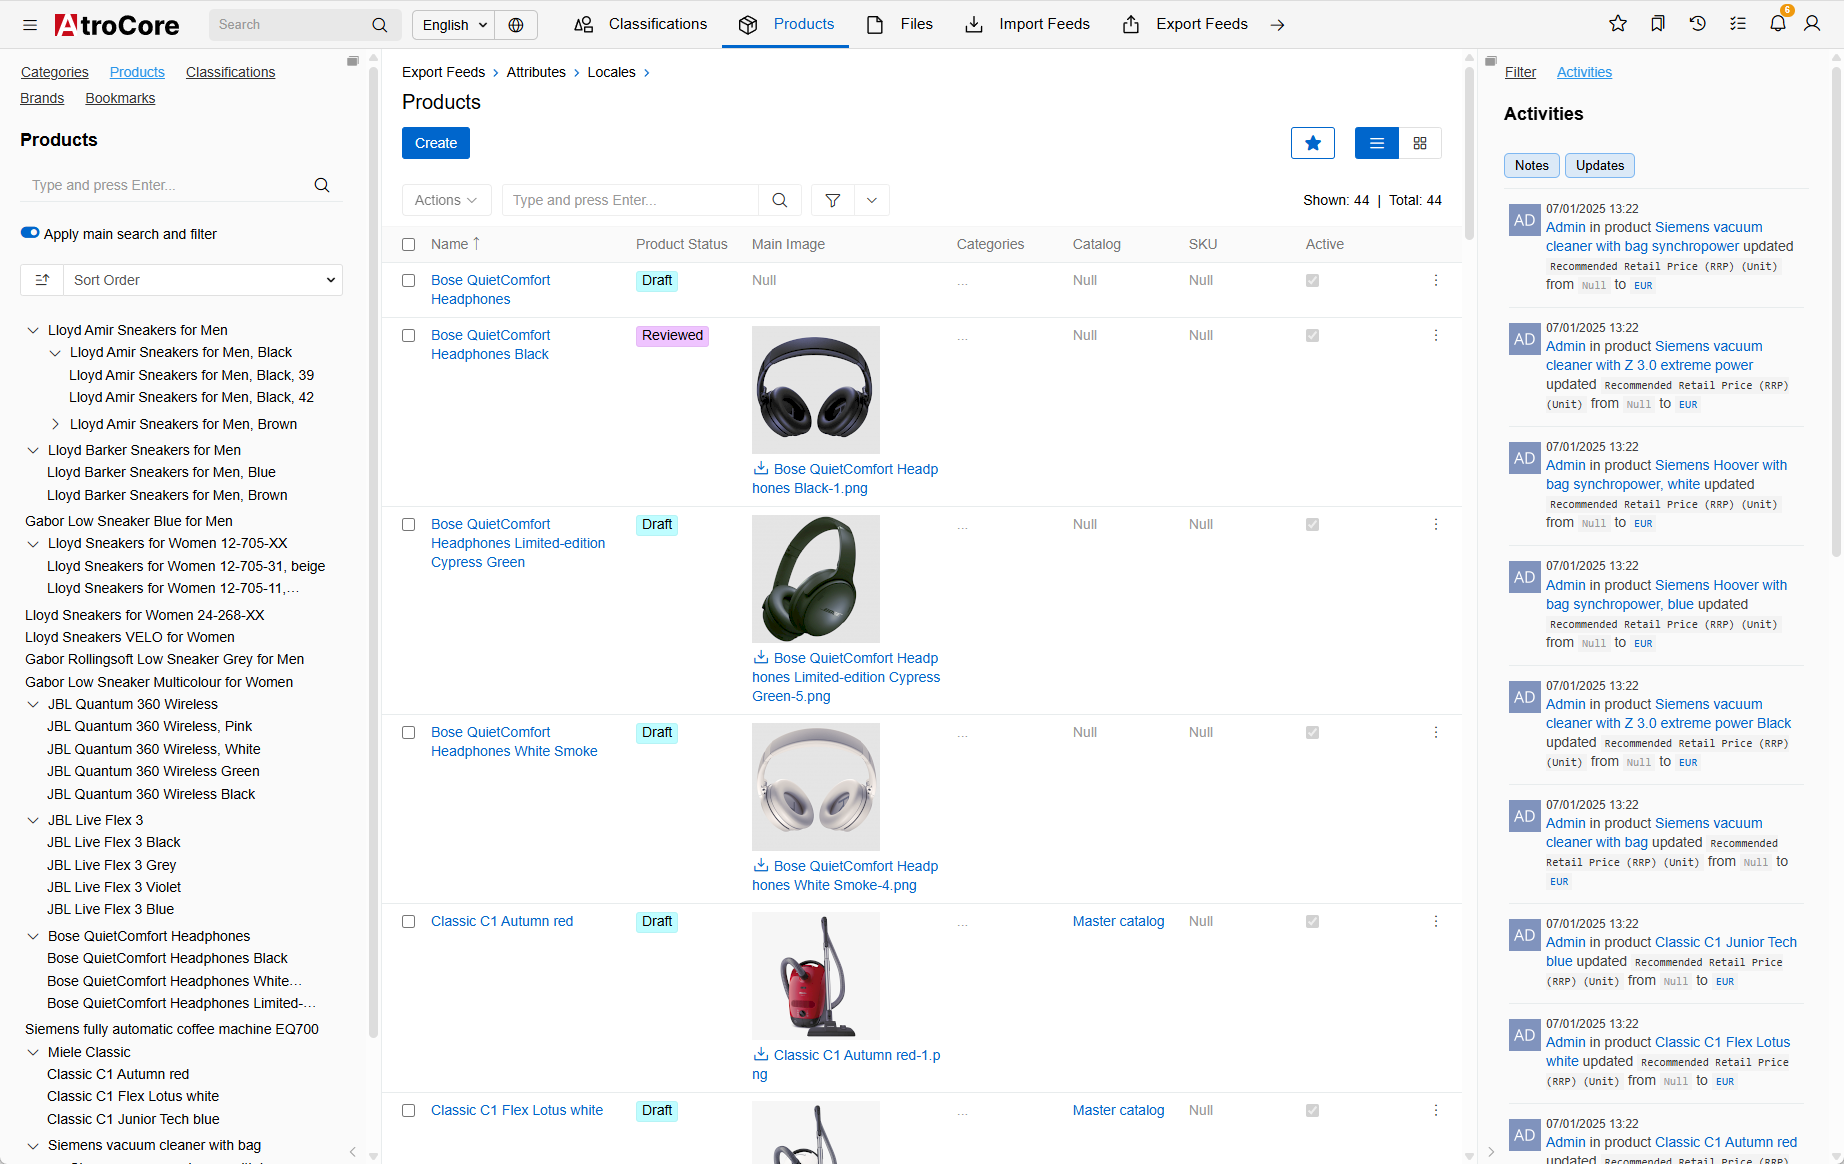 AtroCore
Search
English
Classifications
Products
Files
Import Feeds
Export Feeds
6
Categories
Products
Classifications
Brands
Bookmarks
Products
Type and press Enter...
Apply main search and filter
Sort Order
Lloyd Amir Sneakers for Men
Lloyd Amir Sneakers for Men, Black
Lloyd Amir Sneakers for Men, Black, 39
Lloyd Amir Sneakers for Men, Black, 42
Lloyd Amir Sneakers for Men, Brown
Lloyd Barker Sneakers for Men
Lloyd Barker Sneakers for Men, Blue
Lloyd Barker Sneakers for Men, Brown
Gabor Low Sneaker Blue for Men
Lloyd Sneakers for Women 12-705-XX
Lloyd Sneakers for Women 12-705-31, beige
Lloyd Sneakers for Women 12-705-11,...
Lloyd Sneakers for Women 24-268-XX
Lloyd Sneakers VELO for Women
Gabor Rollingsoft Low Sneaker Grey for Men
Gabor Low Sneaker Multicolour for Women
JBL Quantum 360 Wireless
JBL Quantum 360 Wireless, Pink
JBL Quantum 360 Wireless, White
JBL Quantum 360 Wireless Green
JBL Quantum 360 Wireless Black
JBL Live Flex 3
JBL Live Flex 3 Black
JBL Live Flex 3 Grey
JBL Live Flex 3 Violet
JBL Live Flex 3 Blue
Bose QuietComfort Headphones
Bose QuietComfort Headphones Black
Bose QuietComfort Headphones White...
Bose QuietComfort Headphones Limited-...
Siemens fully automatic coffee machine EQ700
Miele Classic
Classic C1 Autumn red
Classic C1 Flex Lotus white
Classic C1 Junior Tech blue
Siemens vacuum cleaner with bag
Export Feeds > Attributes > Locales >
Products
Create
Actions
Type and press Enter...
Shown: 44 | Total: 44
Name ↑ Product Status Main Image Categories Catalog SKU Active
Bose QuietComfort
Headphones
Draft
Null
...
Null
Null
Bose QuietComfort
Headphones Black
Reviewed
Bose QuietComfort Headp
hones Black-1.png
...
Null
Null
Bose QuietComfort
Headphones Limited-edition
Cypress Green
Draft
Bose QuietComfort Headp
hones Limited-edition Cypress
Green-5.png
...
Null
Null
Bose QuietComfort
Headphones White Smoke
Draft
Bose QuietComfort Headp
hones White Smoke-4.png
...
Null
Null
Classic C1 Autumn red
Draft
Classic C1 Autumn red-1.p
ng
...
Master catalog
Null
Classic C1 Flex Lotus white
Draft
...
Master catalog
Null
Filter
Activities
Activities
Notes
Updates
AD
07/01/2025 13:22
Admin in product Siemens vacuum
cleaner with bag synchropower updated
Recommended Retail Price (RRP) (Unit)
from Null to EUR
AD
07/01/2025 13:22
Admin in product Siemens vacuum
cleaner with Z 3.0 extreme power
updated Recommended Retail Price (RRP)
(Unit) from Null to EUR
AD
07/01/2025 13:22
Admin in product Siemens Hoover with
bag synchropower, white updated
Recommended Retail Price (RRP) (Unit)
from Null to EUR
AD
07/01/2025 13:22
Admin in product Siemens Hoover with
bag synchropower, blue updated
Recommended Retail Price (RRP) (Unit)
from Null to EUR
AD
07/01/2025 13:22
Admin in product Siemens vacuum
cleaner with Z 3.0 extreme power Black
updated Recommended Retail Price (RRP)
(Unit) from Null to EUR
AD
07/01/2025 13:22
Admin in product Siemens vacuum
cleaner with bag updated Recommended
Retail Price (RRP) (Unit) from Null to
EUR
AD
07/01/2025 13:22
Admin in product Classic C1 Junior Tech
blue updated Recommended Retail Price
(RRP) (Unit) from Null to EUR
AD
07/01/2025 13:22
Admin in product Classic C1 Flex Lotus
white updated Recommended Retail Price
(RRP) (Unit) from Null to EUR
AD
07/01/2025 13:22
Admin in product Classic C1 Autumn red
updated Recommended Retail Price (RRP)